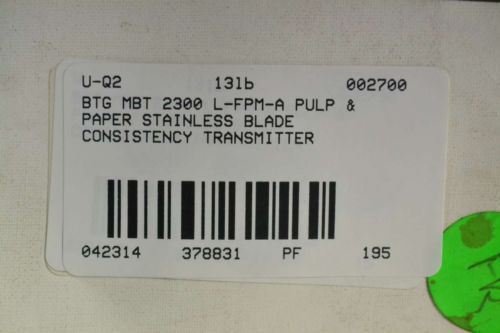 U-Q2 13lb 002700
BTG MBT 2300 L-FPM-A PULP &
PAPER STAINLESS BLADE
CONSISTENCY TRANSMITTER
042314 378831 PF 195